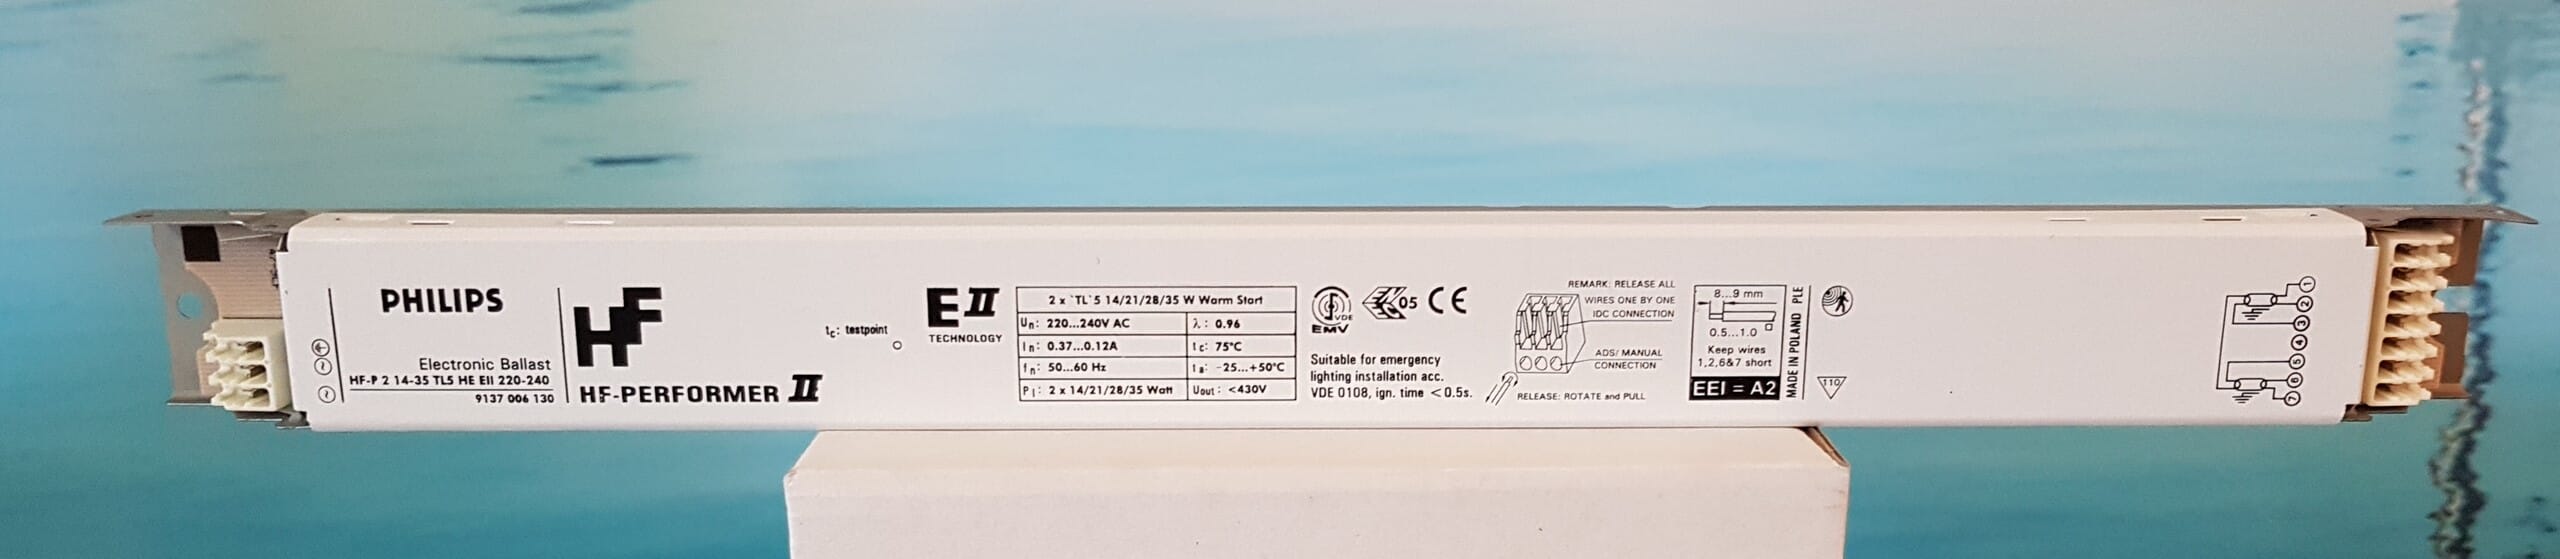 PHILIPS
Electronic Ballast
HF-P 2 14-35 TL5 HE EII 220-240
9137 006 130
HF
HF-PERFORMER II
tc: testpoint
EII
TECHNOLOGY
2 x `TL`5 14/21/28/35 W Warm Start
Un: 220...240V AC
λ: 0.96
In: 0.37...0.12A
tc: 75°C
fn: 50...60 Hz
ta: -25...+50°C
Pl: 2 x 14/21/28/35 Watt
Uout: <430V
VDE
EMV
05 CE
Suitable for emergency
lighting installation acc.
VDE 0108, ign. time <0.5s.
REMARK: RELEASE ALL
WIRES ONE BY ONE
IDC CONNECTION
ADS/ MANUAL
CONNECTION
RELEASE: ROTATE and PULL
8...9 mm
0.5...1.0
Keep wires
1,2,6&7 short
EEI = A2
MADE IN POLAND PLE
110
1
2
3
4
5
6
7